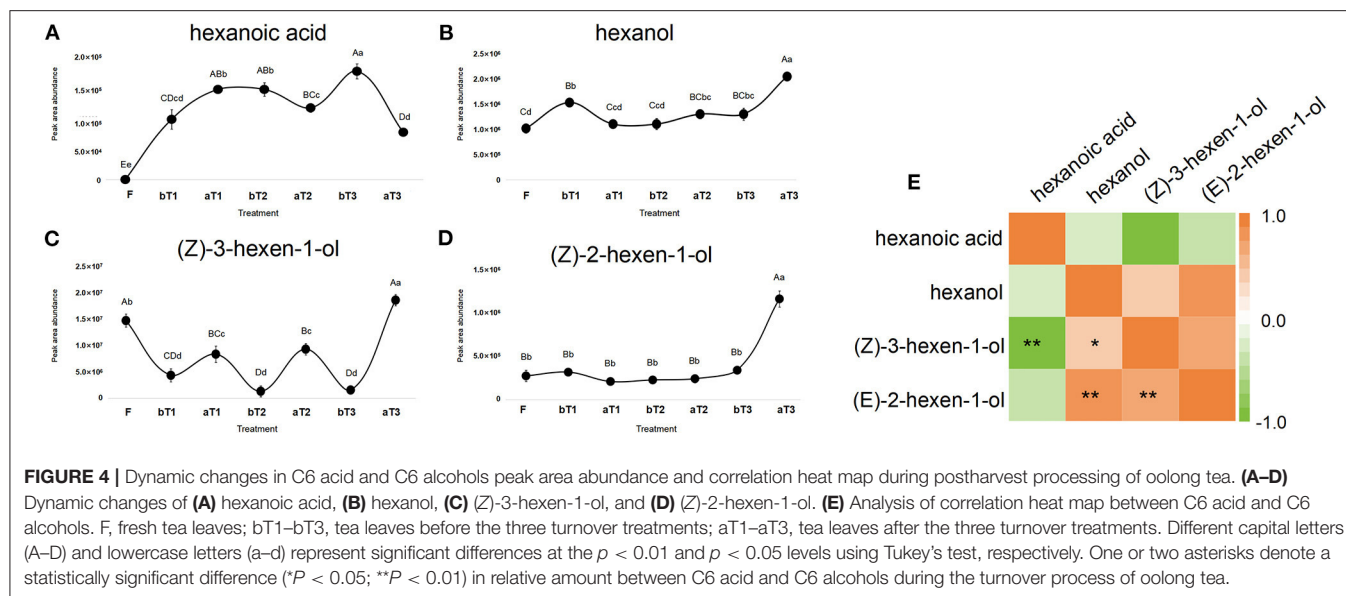 A
hexanoic acid
Peak area abundance
2.0×10⁵
1.5×10⁵
1.0×10⁵
5.0×10⁴
0
Ee
CDcd
ABb
ABb
BCc
Aa
Dd
F bT1 aT1 bT2 aT2 bT3 aT3
Treatment
B
hexanol
Peak area abundance
2.5×10⁶
2.0×10⁶
1.5×10⁶
1.0×10⁶
0
Cd
Bb
Ccd
Ccd
BCbc
BCbc
Aa
F bT1 aT1 bT2 aT2 bT3 aT3
Treatment
C
(Z)-3-hexen-1-ol
Peak area abundance
2.5×10⁷
2.0×10⁷
1.5×10⁷
1.0×10⁷
5.0×10⁶
0
Ab
CDd
BCc
Dd
Bc
Dd
Aa
F bT1 aT1 bT2 aT2 bT3 aT3
Treatment
D
(Z)-2-hexen-1-ol
Peak area abundance
1.5×10⁶
1.0×10⁶
0
Bb
Bb
Bb
Bb
Bb
Bb
Aa
F bT1 aT1 bT2 aT2 bT3 aT3
Treatment
E
hexanoic acid
hexanol
(Z)-3-hexen-1-ol
(E)-2-hexen-1-ol
hexanoic acid
hexanol
(Z)-3-hexen-1-ol ** *
(E)-2-hexen-1-ol ** **
1.0
0.0
-1.0
FIGURE 4 | Dynamic changes in C6 acid and C6 alcohols peak area abundance and correlation heat map during postharvest processing of oolong tea. (A–D)
Dynamic changes of (A) hexanoic acid, (B) hexanol, (C) (Z)-3-hexen-1-ol, and (D) (Z)-2-hexen-1-ol. (E) Analysis of correlation heat map between C6 acid and C6
alcohols. F, fresh tea leaves; bT1–bT3, tea leaves before the three turnover treatments; aT1–aT3, tea leaves after the three turnover treatments. Different capital letters
(A–D) and lowercase letters (a–d) represent significant differences at the p < 0.01 and p < 0.05 levels using Tukey's test, respectively. One or two asterisks denote a
statistically significant difference (*P < 0.05; **P < 0.01) in relative amount between C6 acid and C6 alcohols during the turnover process of oolong tea.